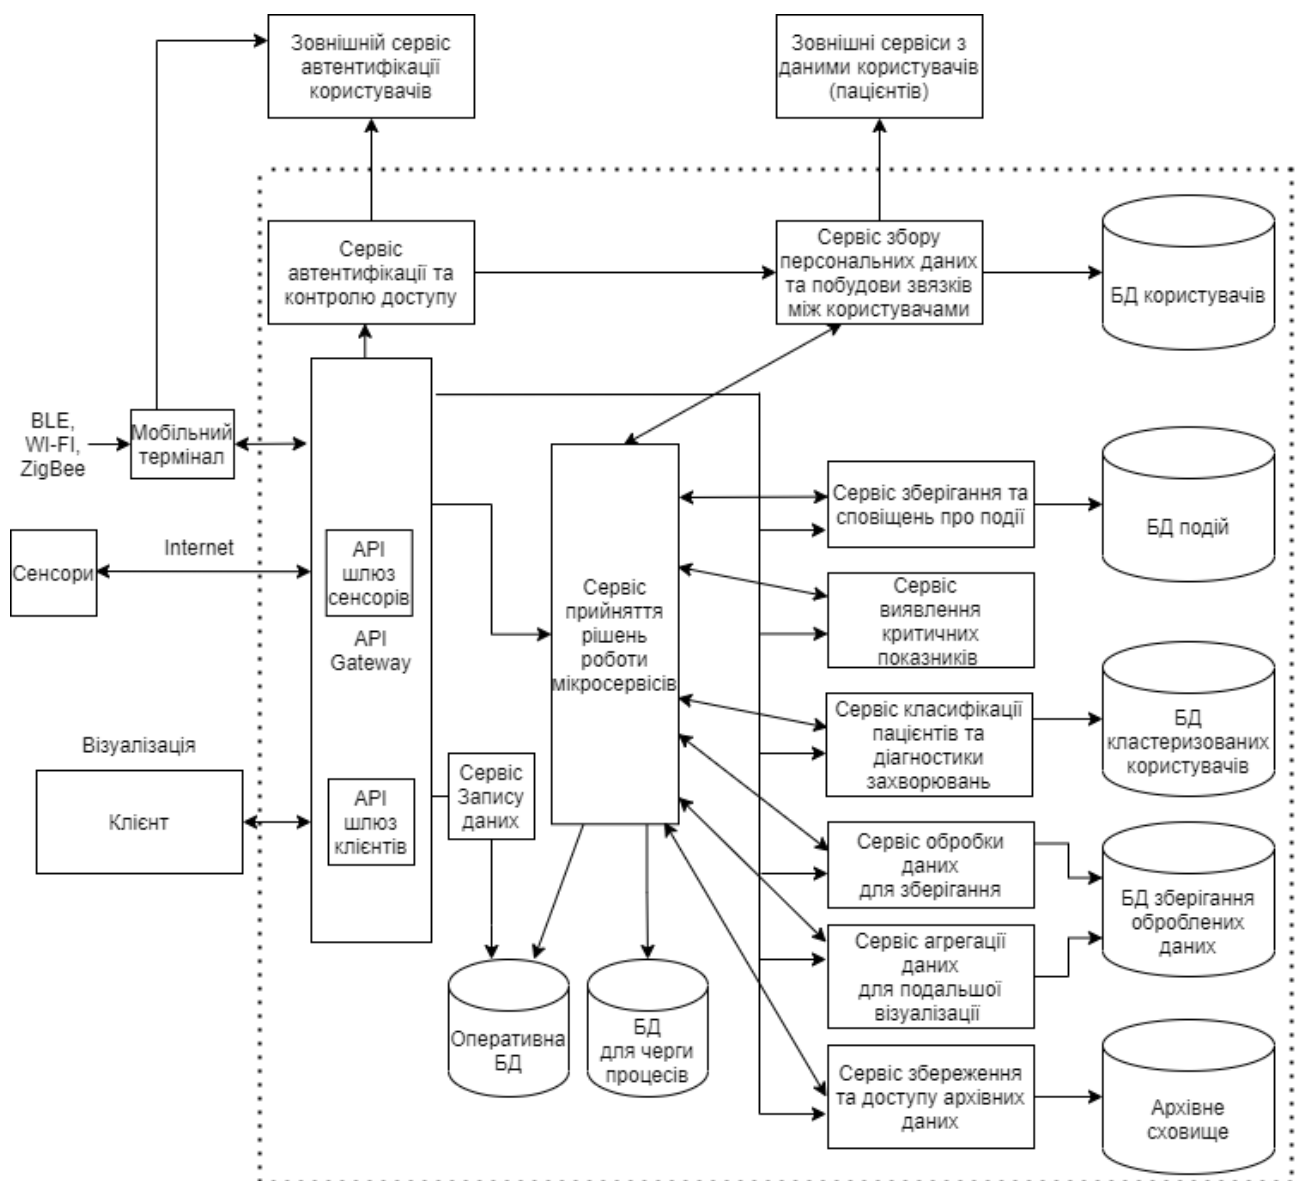 Зовнішній сервіс
автентифікації
користувачів
Зовнішні сервіси з
даними користувачів
(пацієнтів)
Сервіс
автентифікації та
контролю доступу
Сервіс збору
персональних даних
та побудови звязків
між користувачами
БД користувачів
BLE,
WI-FI,
ZigBee
Мобільний
термінал
Сенсори
Internet
API
шлюз
сенсорів
API
Gateway
Візуалізація
Клієнт
API
шлюз
клієнтів
Сервіс
Запису
даних
Сервіс
прийняття
рішень
роботи
мікросервісів
Оперативна
БД
БД
для черги
процесів
Сервіс зберігання та
сповіщень про події
БД подій
Сервіс
виявлення
критичних
показників
Сервіс класифікації
пацієнтів та
діагностики
захворювань
БД
кластеризованих
користувачів
Сервіс обробки
даних
для зберігання
БД зберігання
оброблених
даних
Сервіс агрегації
даних
для подальшої
візуалізації
Сервіс збереження
та доступу архівних
даних
Архівне
сховище